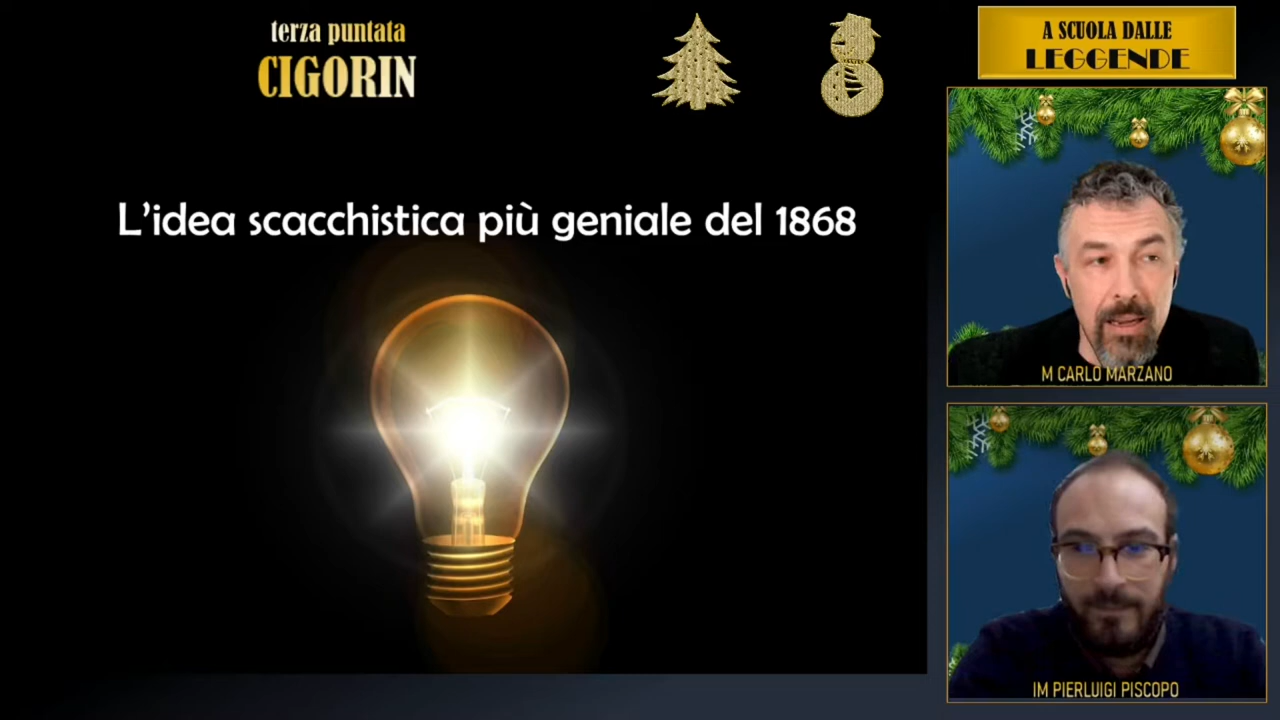 terza puntata
CIGORIN
A SCUOLA DALLE
LEGGENDE
L'idea scacchistica più geniale del 1868
M CARLO MARZANO
IM PIERLUIGI PISCOPO